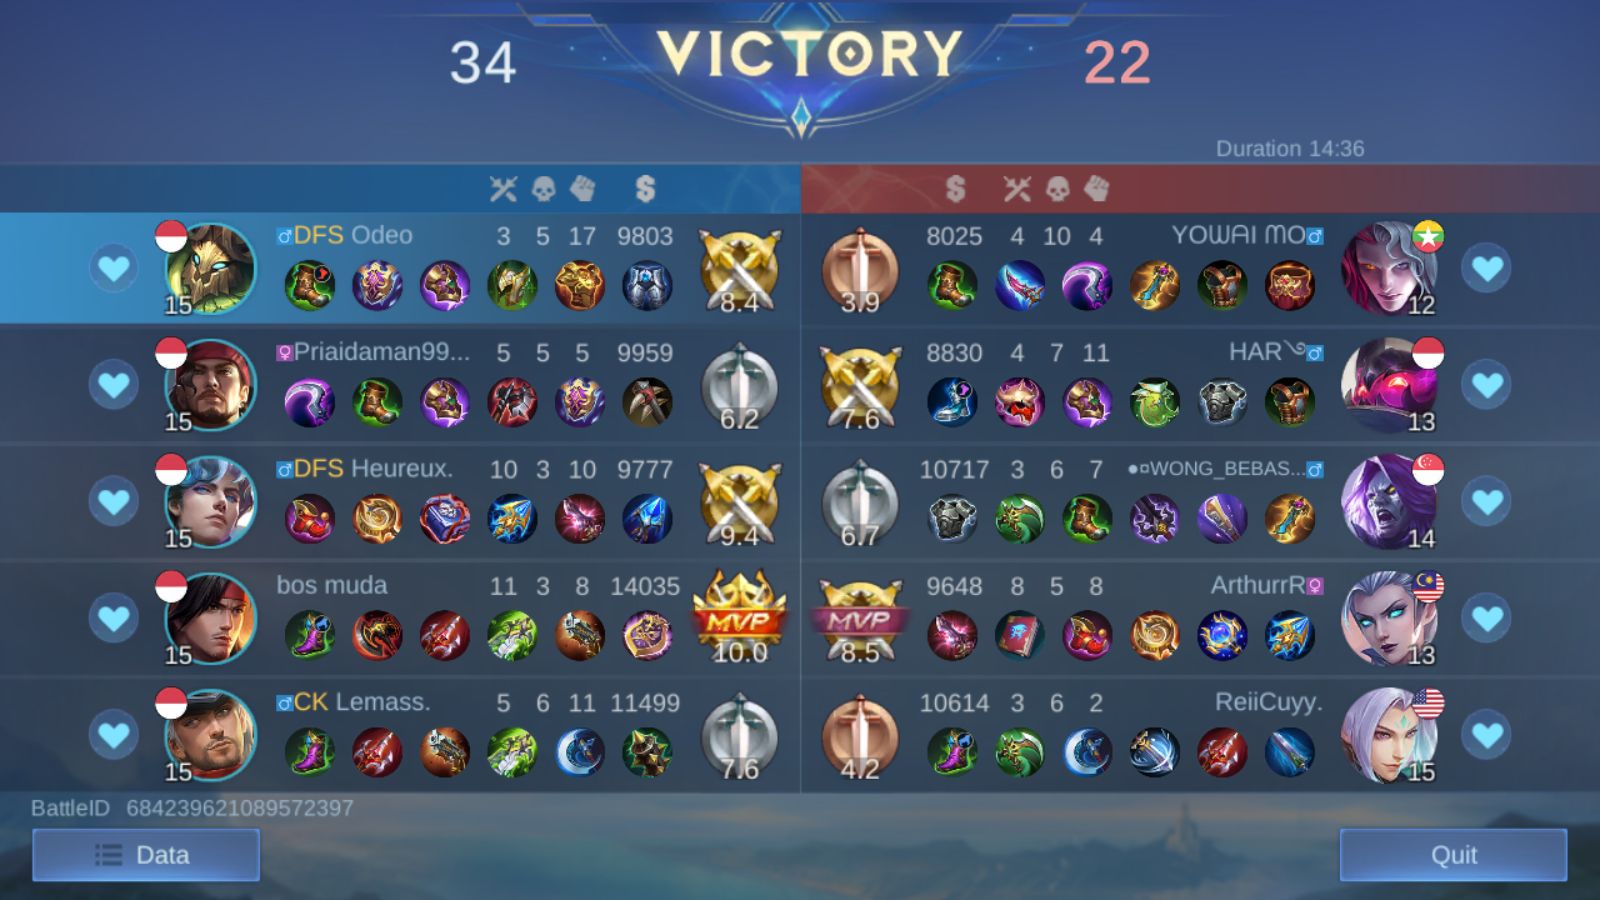 34 VICTORY 22
Duration 14:36
DFS Odeo 3 5 17 9803
15 8.4
8025 4 10 4 YOWAI MO
3.9 12
Priaidaman99... 5 5 5 9959
15 6.2
8830 4 7 11 HAR
7.6 13
DFS Heureux. 10 3 10 9777
15 9.4
10717 3 6 7 ●¤WONG_BEBAS...
6.7 14
bos muda 11 3 8 14035
15 MVP 10.0
9648 8 5 8 ArthurrR
MVP 8.5 13
CK Lemass. 5 6 11 11499
15 7.6
10614 3 6 2 ReiiCuyy.
4.2 15
BattleID 684239621089572397
Data
Quit